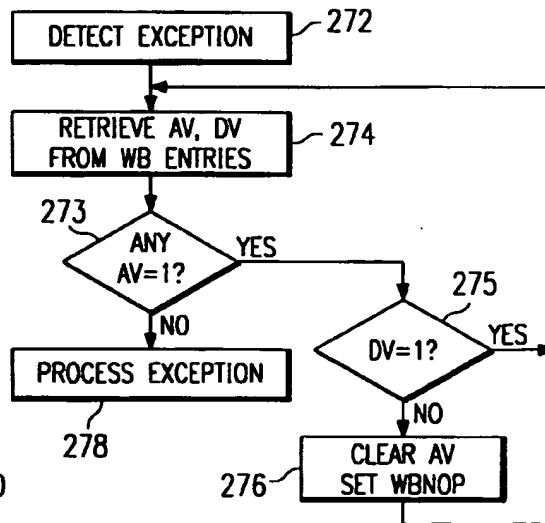 DETECT EXCEPTION
272
RETRIEVE AV, DV
FROM WB ENTRIES
274
273
ANY
AV=1?
YES
NO
275
DV=1?
YES
NO
PROCESS EXCEPTION
278
276
CLEAR AV
SET WBNOP